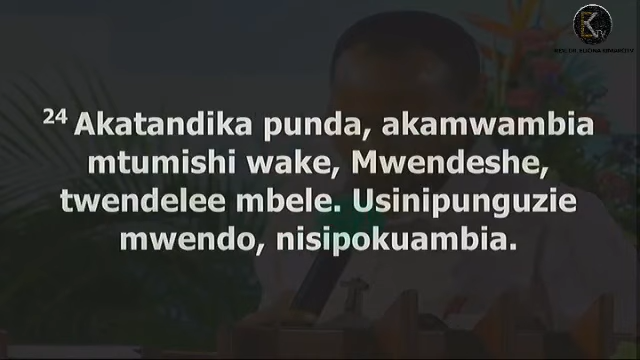 24 Akatandika punda, akamwambia
mtumishi wake, Mwendeshe,
twendelee mbele. Usinipunguzie
mwendo, nisipokuambia.